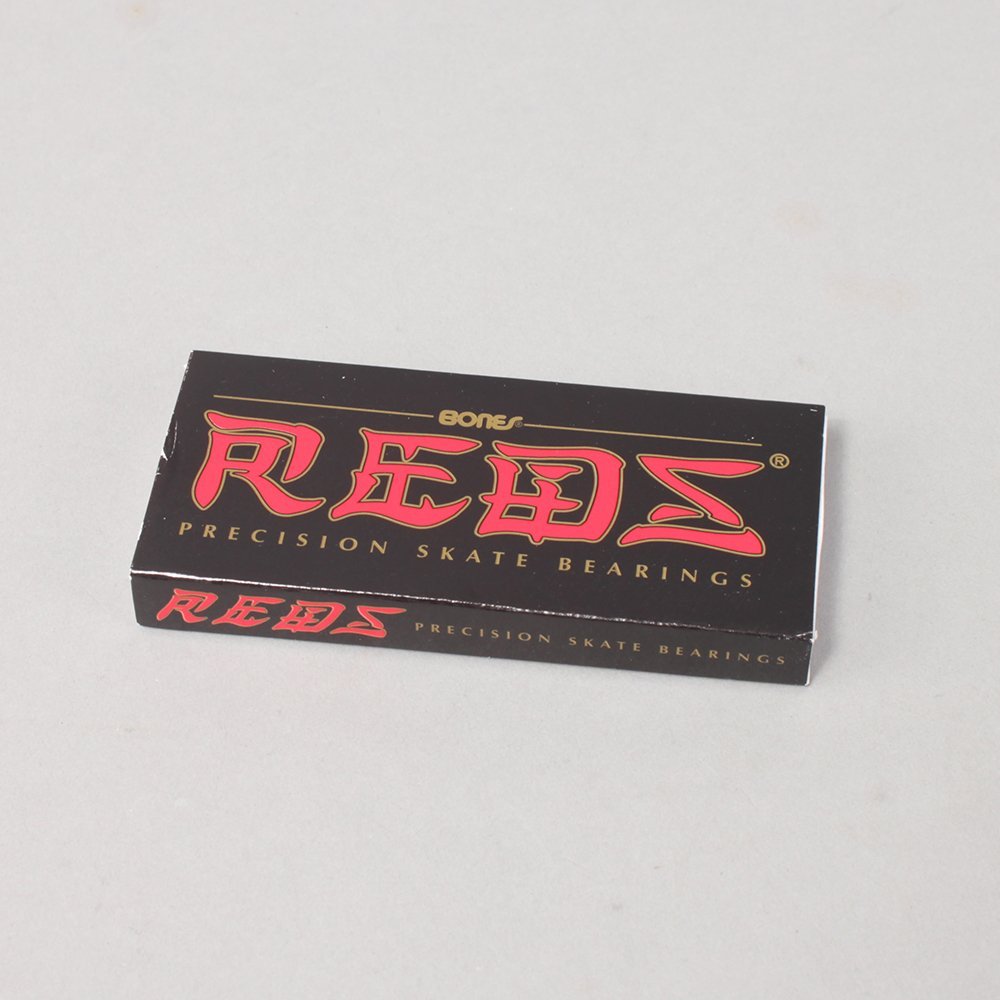 BONES®
REDS®
PRECISION SKATE BEARINGS
REDS PRECISION SKATE BEARINGS